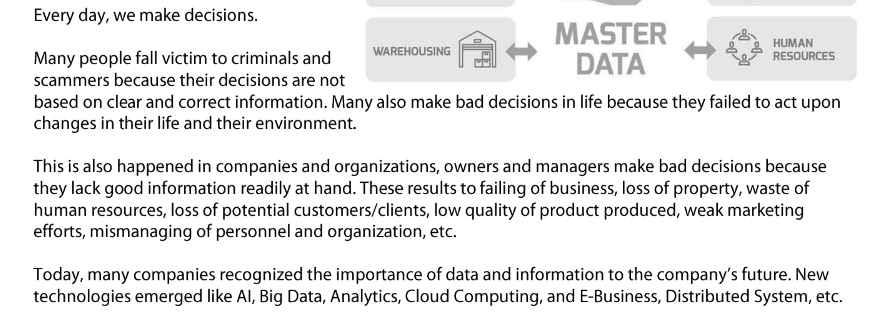 Every day, we make decisions.
WAREHOUSING
MASTER
DATA
HUMAN
RESOURCES
Many people fall victim to criminals and
scammers because their decisions are not
based on clear and correct information. Many also make bad decisions in life because they failed to act upon
changes in their life and their environment.
This is also happened in companies and organizations, owners and managers make bad decisions because
they lack good information readily at hand. These results to failing of business, loss of property, waste of
human resources, loss of potential customers/clients, low quality of product produced, weak marketing
efforts, mismanaging of personnel and organization, etc.
Today, many companies recognized the importance of data and information to the company's future. New
technologies emerged like AI, Big Data, Analytics, Cloud Computing, and E-Business, Distributed System, etc.